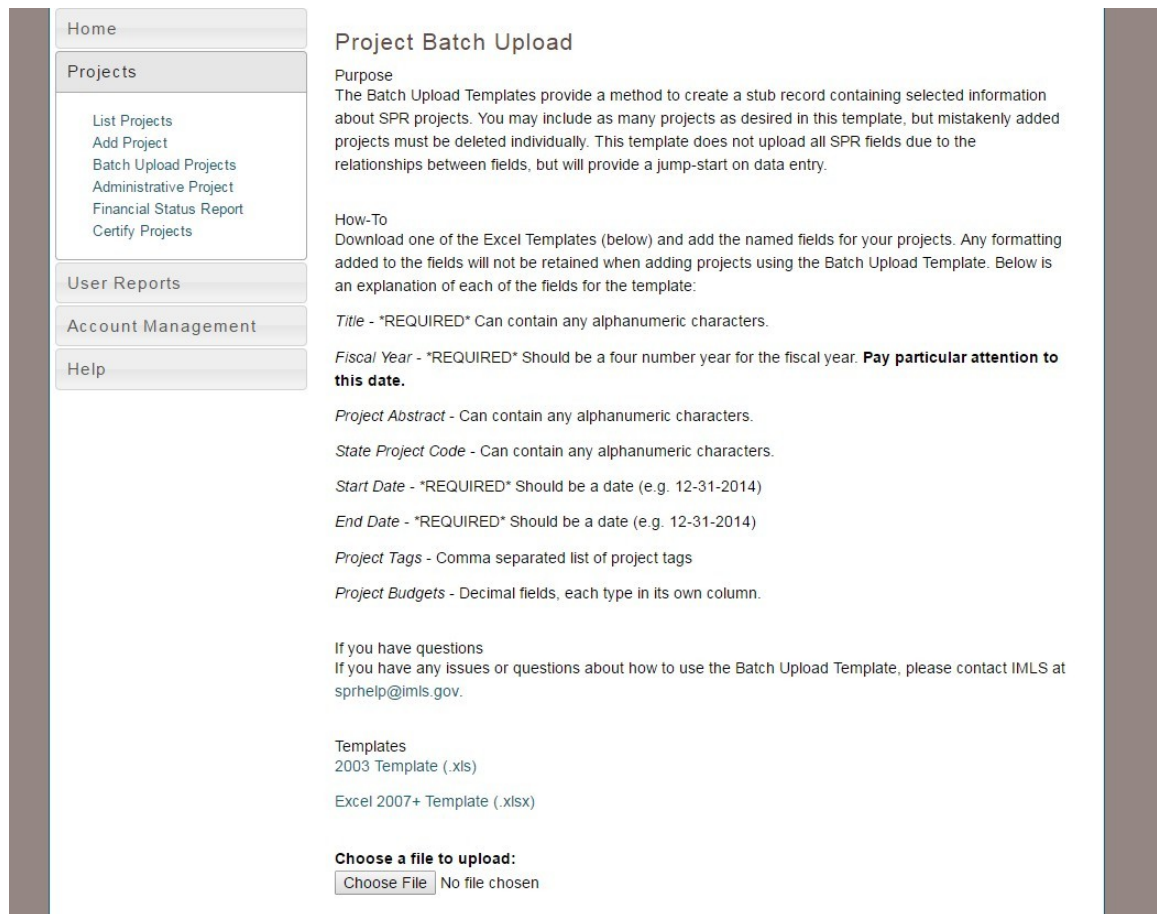 Home
Projects
List Projects
Add Project
Batch Upload Projects
Administrative Project
Financial Status Report
Certify Projects
User Reports
Account Management
Help
Project Batch Upload
Purpose
The Batch Upload Templates provide a method to create a stub record containing selected information
about SPR projects. You may include as many projects as desired in this template, but mistakenly added
projects must be deleted individually. This template does not upload all SPR fields due to the
relationships between fields, but will provide a jump-start on data entry.
How-To
Download one of the Excel Templates (below) and add the named fields for your projects. Any formatting
added to the fields will not be retained when adding projects using the Batch Upload Template. Below is
an explanation of each of the fields for the template:
Title - *REQUIRED* Can contain any alphanumeric characters.
Fiscal Year - *REQUIRED* Should be a four number year for the fiscal year. Pay particular attention to
this date.
Project Abstract - Can contain any alphanumeric characters.
State Project Code - Can contain any alphanumeric characters.
Start Date - *REQUIRED* Should be a date (e.g. 12-31-2014)
End Date - *REQUIRED* Should be a date (e.g. 12-31-2014)
Project Tags - Comma separated list of project tags
Project Budgets - Decimal fields, each type in its own column.
If you have questions
If you have any issues or questions about how to use the Batch Upload Template, please contact IMLS at
sprhelp@imls.gov.
Templates
2003 Template (.xls)
Excel 2007+ Template (.xlsx)
Choose a file to upload:
Choose File No file chosen